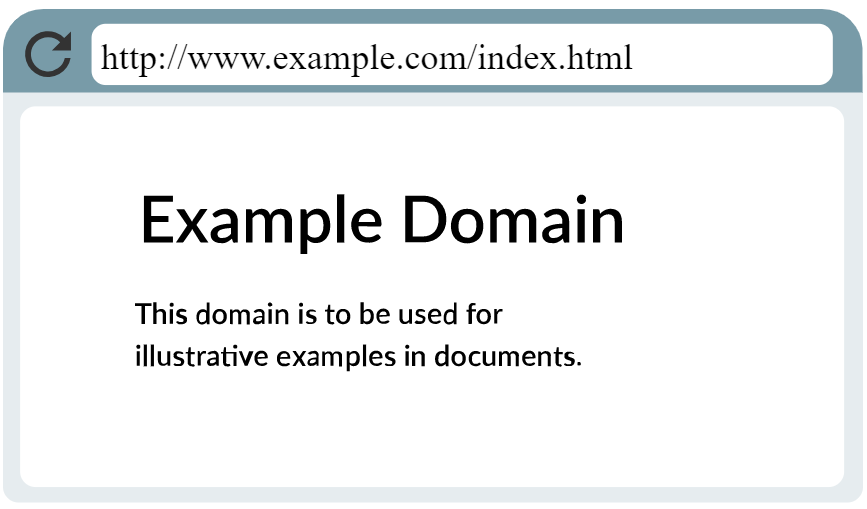 http://www.example.com/index.html
Example Domain
This domain is to be used for
illustrative examples in documents.